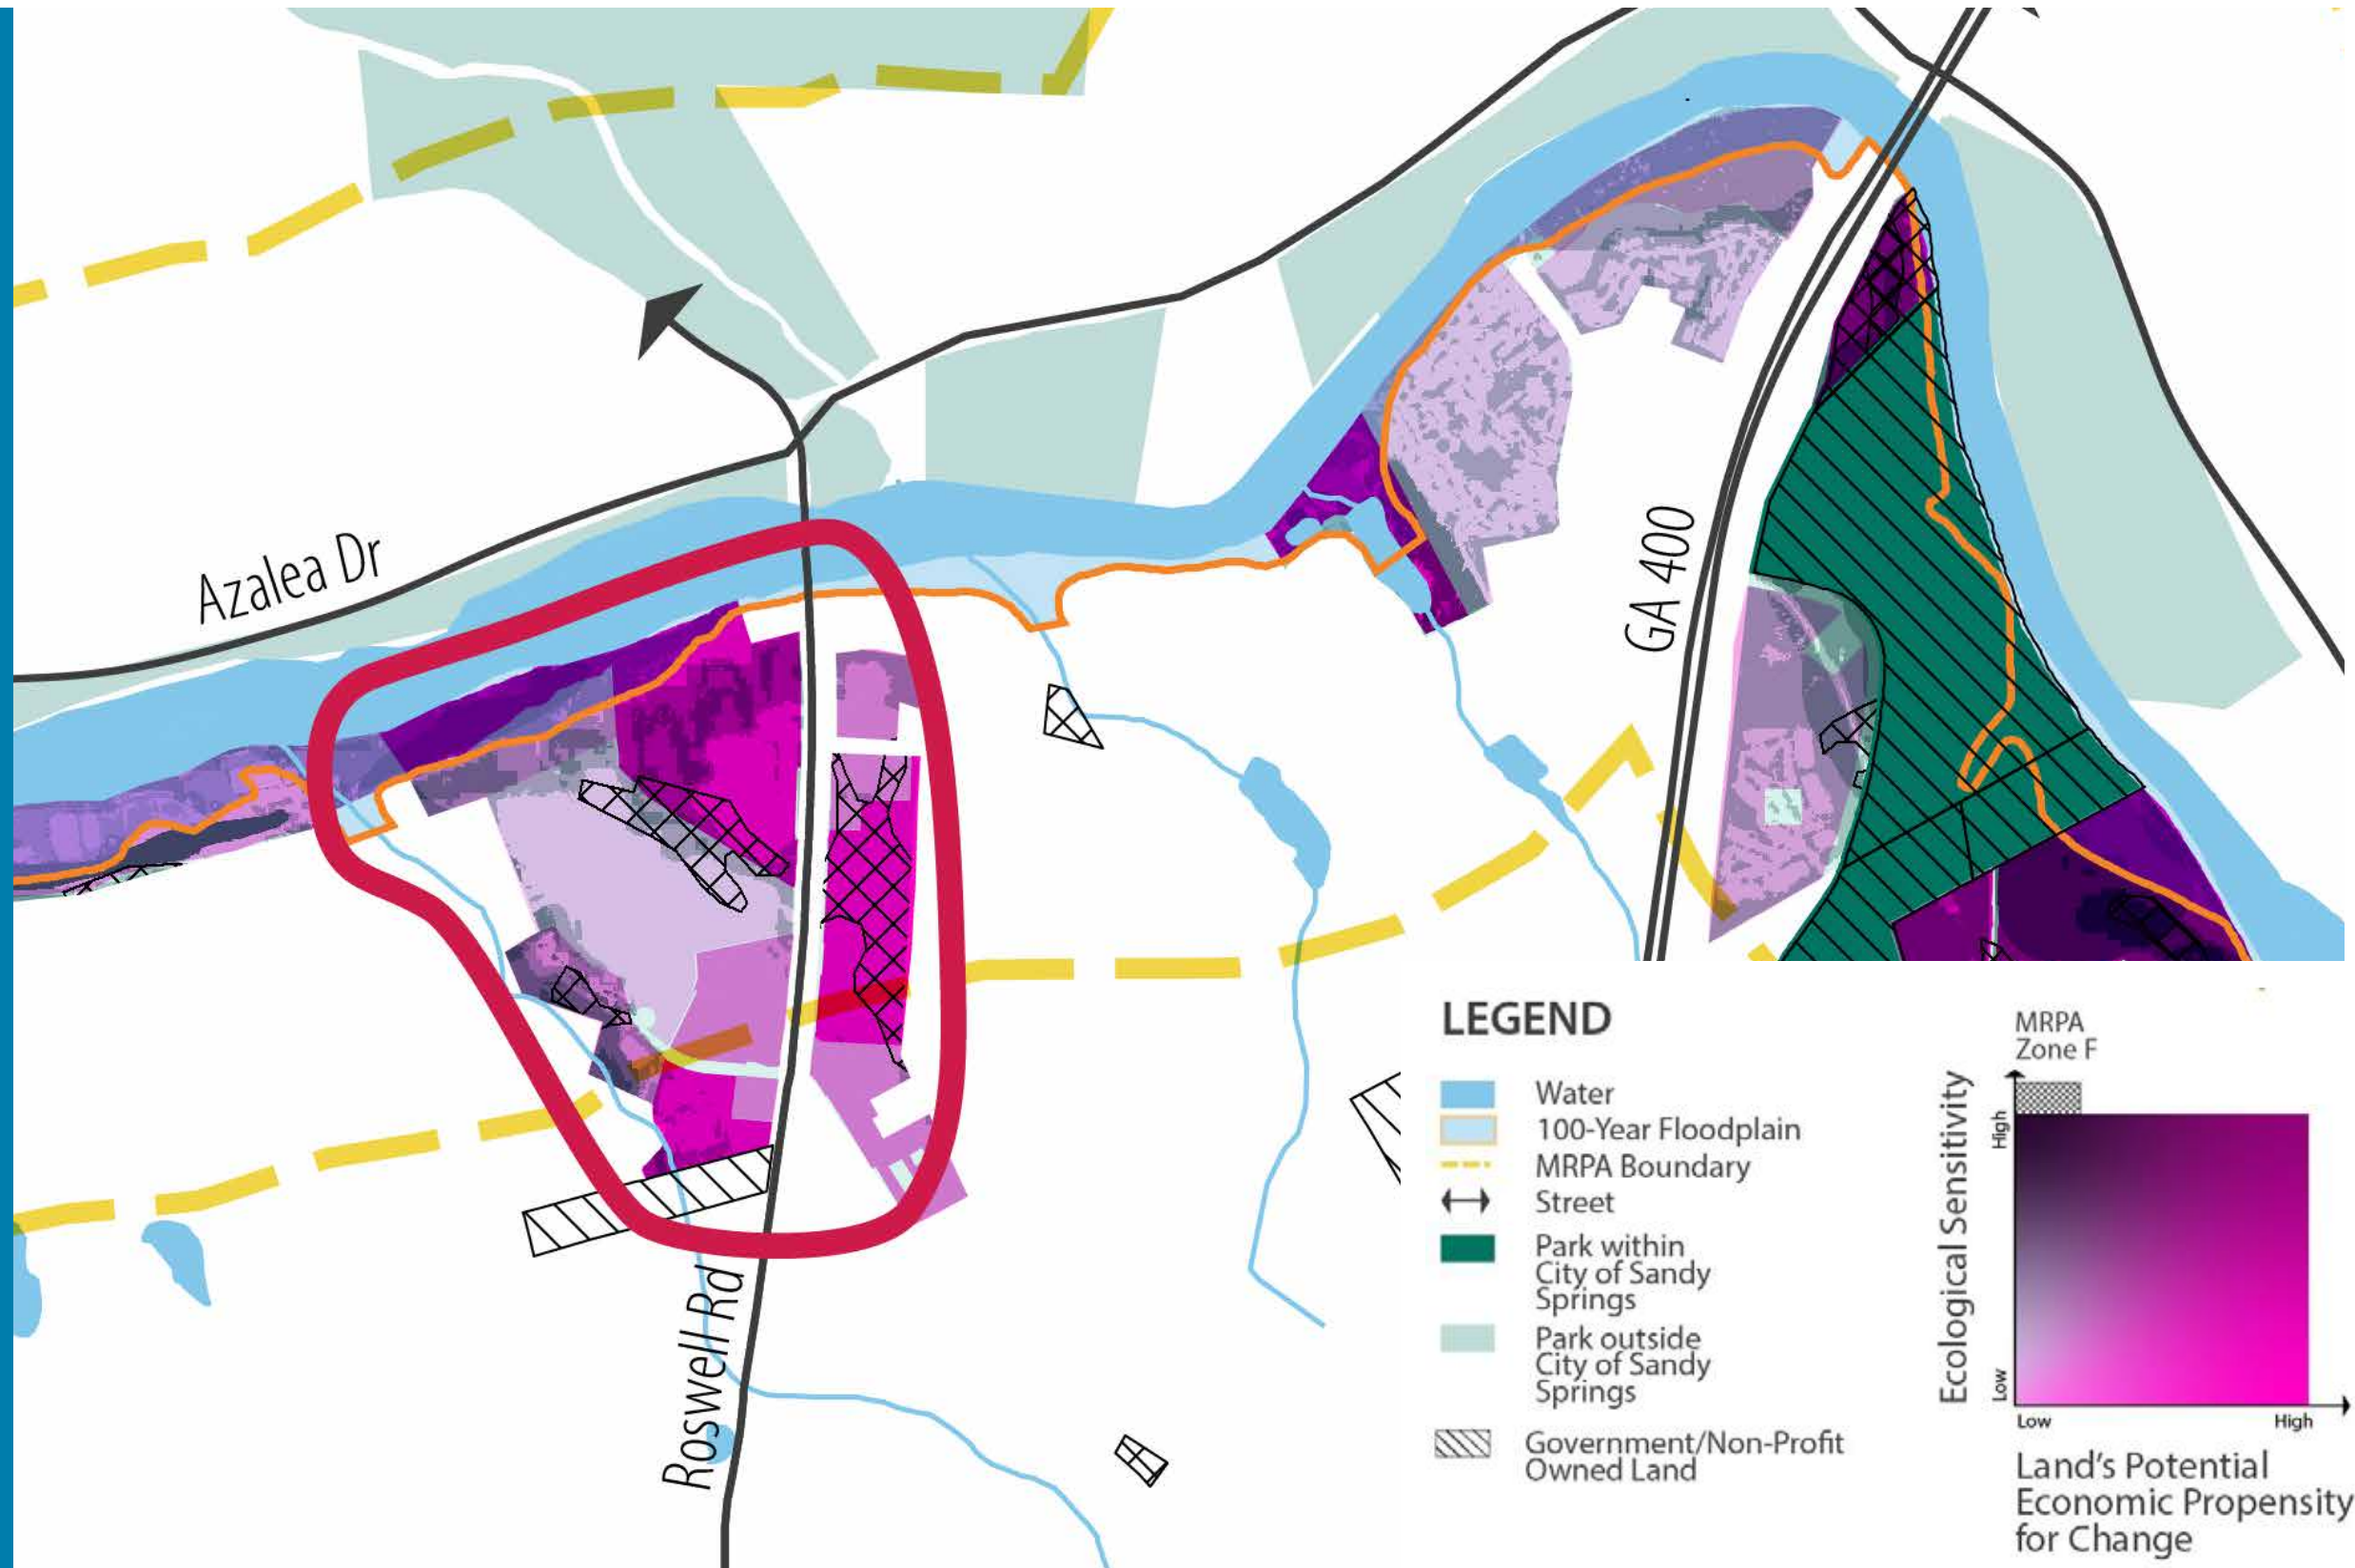 Azalea Dr
GA 400
Roswell Rd
LEGEND
Water
100-Year Floodplain
MRPA Boundary
Street
Park within
City of Sandy
Springs
Park outside
City of Sandy
Springs
Government/Non-Profit
Owned Land
MRPA
Zone F
Ecological Sensitivity
High
Low
Low
High
Land's Potential
Economic Propensity
for Change